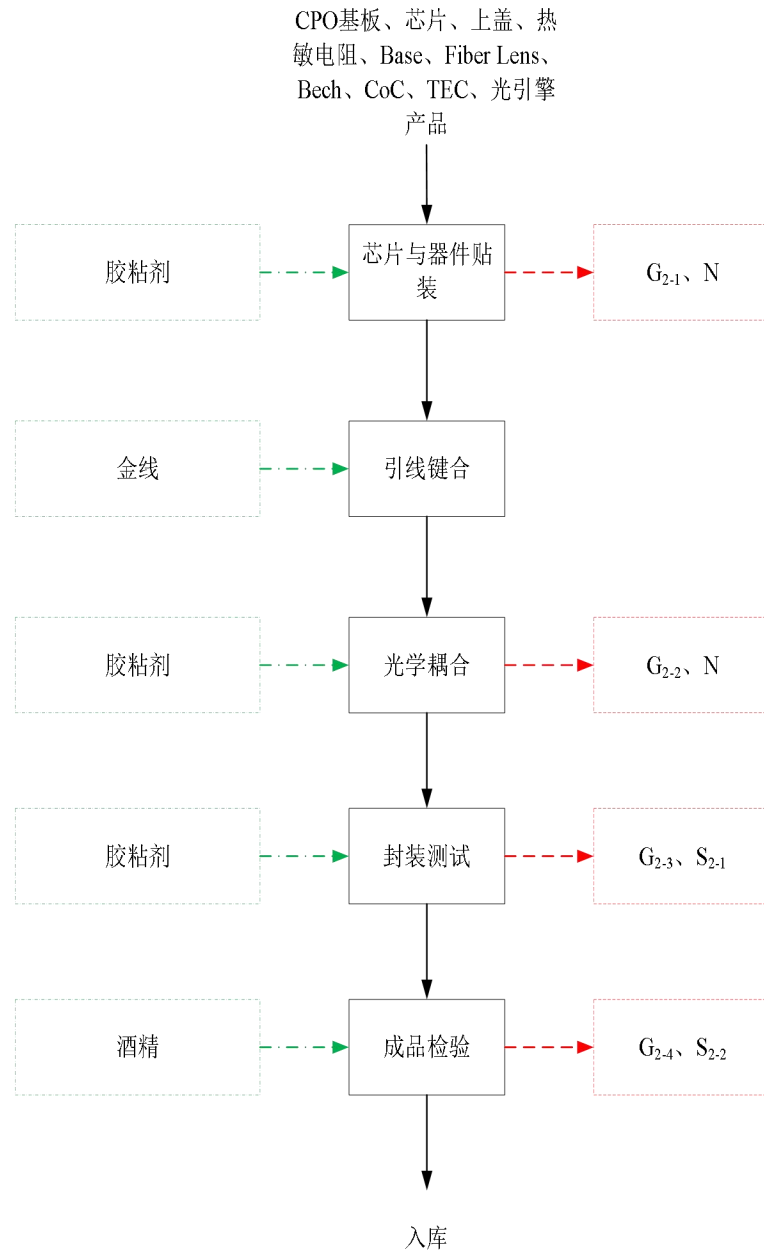 CPO基板、芯片、上盖、热
敏电阻、Base、Fiber Lens、
Bech、CoC、TEC、光引擎
产品
胶粘剂
芯片与器件贴
装
G2-1、N
金线
引线键合
胶粘剂
光学耦合
G2-2、N
胶粘剂
封装测试
G2-3、S2-1
酒精
成品检验
G2-4、S2-2
入库